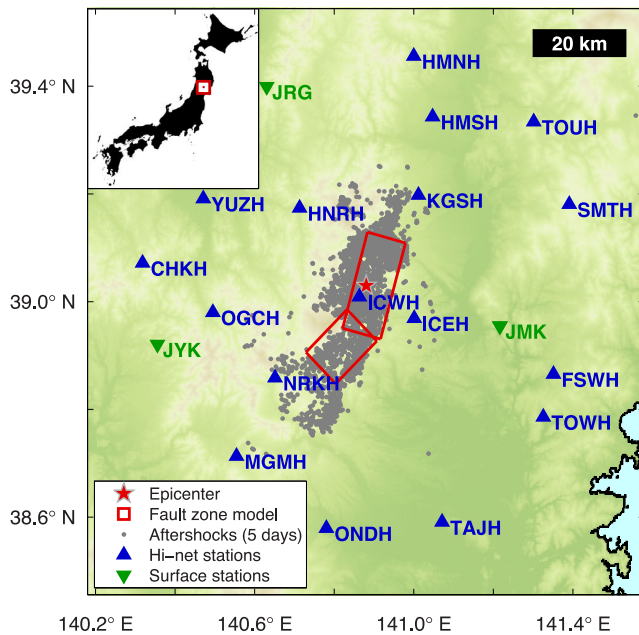 20 km
HMNH
39.4° N
JRG
HMSH
TOUH
YUZH
HNRH
KGSH
SMTH
CHKH
39.0° N
ICWH
OGCH
ICEH
JMK
JYK
NRKH
FSWH
TOWH
MGMH
Epicenter
Fault zone model
Aftershocks (5 days)
Hi-net stations
Surface stations
38.6° N
ONDH
TAJH
140.2° E
140.6° E
141.0° E
141.4° E